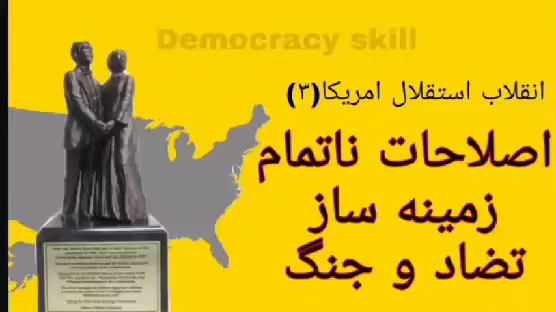 Democracy skill
انقلاب استقلال امریکا(۳)
اصلاحات ناتمام
زمینه ساز
تضاد و جنگ